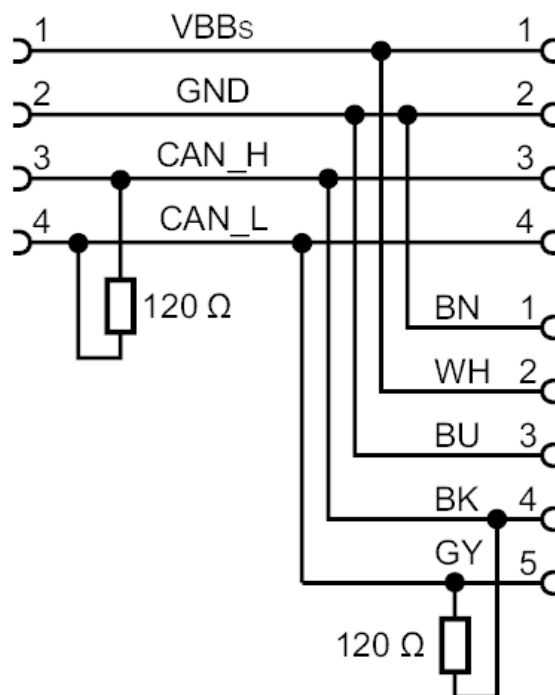 1 VBBs 1
2 GND 2
3 CAN_H 3
4 CAN_L 4
120 Ω
BN 1
WH 2
BU 3
BK 4
GY 5
120 Ω